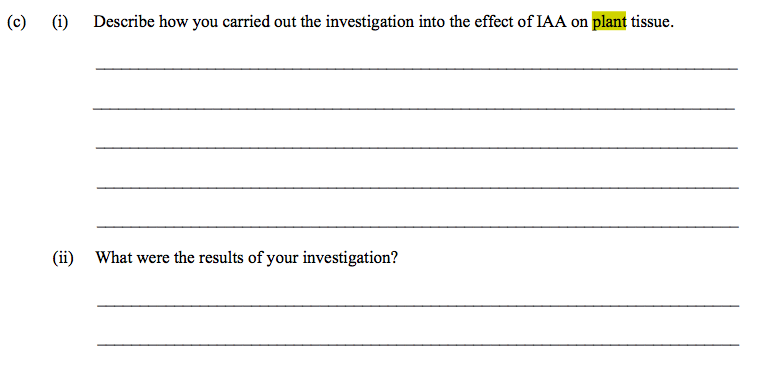 (c) (i) Describe how you carried out the investigation into the effect of IAA on plant tissue.
(ii) What were the results of your investigation?